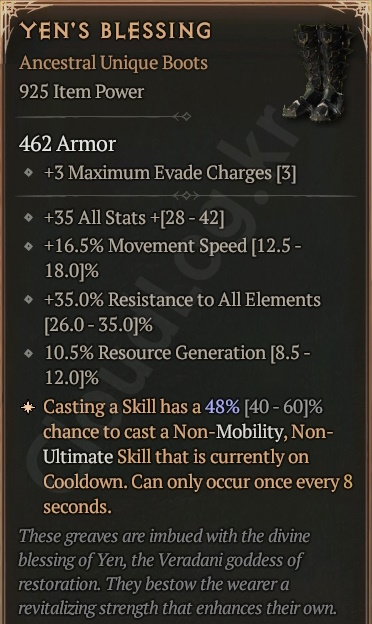 YEN'S BLESSING
Ancestral Unique Boots
925 Item Power
462 Armor
+3 Maximum Evade Charges [3]
+35 All Stats +[28 - 42]
+16.5% Movement Speed [12.5 -
18.0]%
+35.0% Resistance to All Elements
[26.0 - 35.0]%
10.5% Resource Generation [8.5 -
12.0]%
Casting a Skill has a 48% [40 - 60]%
chance to cast a Non-Mobility, Non-
Ultimate Skill that is currently on
Cooldown. Can only occur once every 8
seconds.
These greaves are imbued with the divine
blessing of Yen, the Veradani goddess of
restoration. They bestow the wearer a
revitalizing strength that enhances their own.
©CloudLog.kr